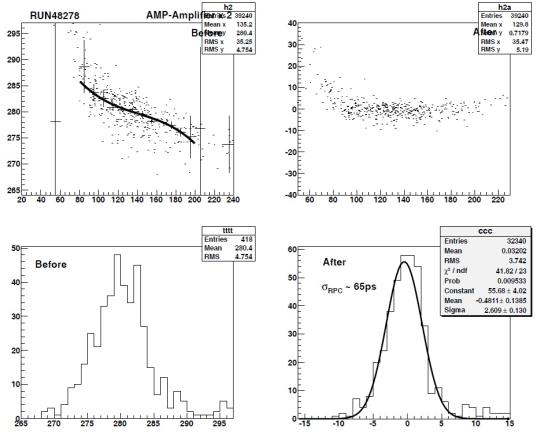 RUN48278
AMP-Amplifier 2
Before
h2
Entries 39240
Mean x 135.2
Mean y 280.4
RMS x 35.25
RMS y 4.754
295
290
285
280
275
270
265
20 40 60 80 100 120 140 160 180 200 220 240
After
h2a
Entries 39240
Mean x 129.8
Mean y 0.7179
RMS x 35.47
RMS y 5.19
40
30
20
10
0
-10
-20
-30
-40
60 80 100 120 140 160 180 200 220
Before
tttt
Entries 418
Mean 280.4
RMS 4.754
50
40
30
20
10
0
265 270 275 280 285 290 295
After
σRPC ~ 65ps
ccc
Entries 32340
Mean 0.03202
RMS 3.742
χ² / ndf 41.82 / 23
Prob 0.009533
Constant 55.68 ± 4.02
Mean -0.4811 ± 0.1385
Sigma 2.609 ± 0.130
60
50
40
30
20
10
0
-15 -10 -5 0 5 10 15